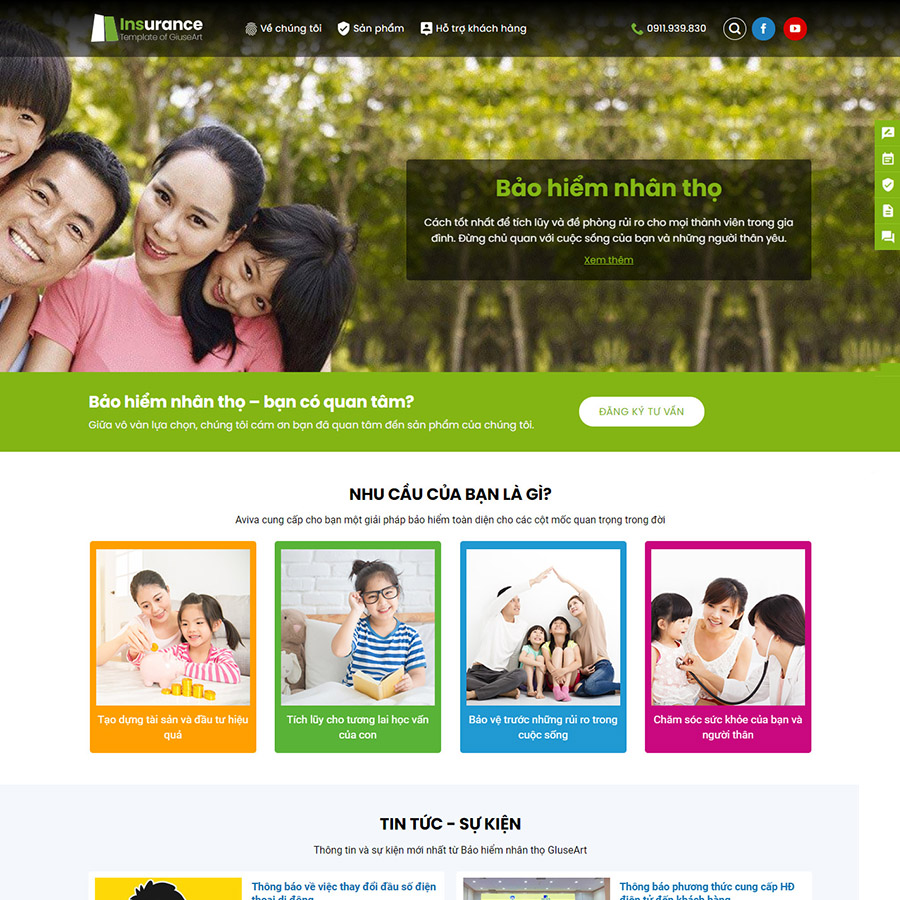 Insurance
Template of GiuseArt
Về chúng tôi
Sản phẩm
Hỗ trợ khách hàng
0911.939.830
Bảo hiểm nhân thọ
Cách tốt nhất để tích lũy và đề phòng rủi ro cho mọi thành viên trong gia
đình. Đừng chủ quan với cuộc sống của bạn và những người thân yêu.
Xem thêm
Bảo hiểm nhân thọ – bạn có quan tâm?
Giữa vô vàn lựa chọn, chúng tôi cám ơn bạn đã quan tâm đến sản phẩm của chúng tôi.
ĐĂNG KÝ TƯ VẤN
NHU CẦU CỦA BẠN LÀ GÌ?
Aviva cung cấp cho bạn một giải pháp bảo hiểm toàn diện cho các cột mốc quan trọng trong đời
Tạo dựng tài sản và đầu tư hiệu
quả
Tích lũy cho tương lai học vấn
của con
Bảo vệ trước những rủi ro trong
cuộc sống
Chăm sóc sức khỏe của bạn và
người thân
TIN TỨC - SỰ KIỆN
Thông tin và sự kiện mới nhất từ Bảo hiểm nhân thọ GIuseArt
Thông báo về việc thay đổi đầu số điện
thoại di động
Thông báo phương thức cung cấp HĐ
điện tử đến khách hàng